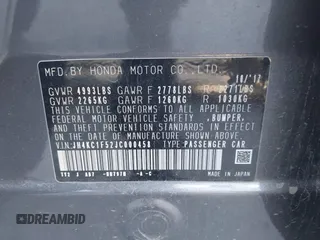 MFD.BY HONDA MOTOR CO.,LTD.
10/'17
GVWR 4993LBS GAWR F 2778LBS R
GVWR 2265KG GAWR F 1260KG R 1030KG
THIS VEHICLE CONFORMS TO ALL APPLICABLE
FEDERAL MOTOR VEHICLE SAFETY, BUMPER,
AND THEFT PREVENTION STANDARDS IN EFFECT
ON THE DATE OF MANUFACTURE SHOWN ABOVE.
VIN: JH4KC1F52JC000458 TYPE:PASSENGER CAR
-A-C
JAPAN
DREAMBID